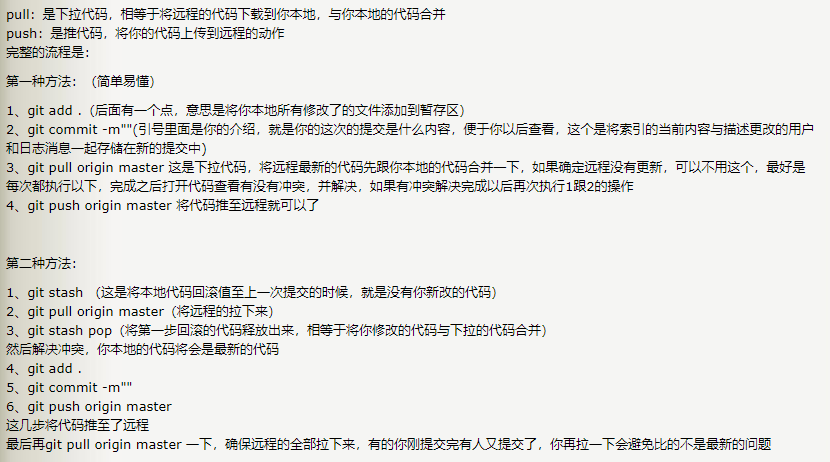 pull：是下拉代码，相等于将远程的代码下载到你本地，与你本地的代码合并
push：是推代码，将你的代码上传到远程的动作
完整的流程是：
第一种方法：（简单易懂）
1、git add .（后面有一个点，意思是将你本地所有修改了的文件添加到暂存区）
2、git commit -m""(引号里面是你的介绍，就是你的这次的提交是什么内容，便于你以后查看，这个是将索引的当前内容与描述更改的用户
和日志消息一起存储在新的提交中)
3、git pull origin master 这是下拉代码，将远程最新的代码先跟你本地的代码合并一下，如果确定远程没有更新，可以不用这个，最好是
每次都执行以下，完成之后打开代码查看有没有冲突，并解决，如果有冲突解决完成以后再次执行1跟2的操作
4、git push origin master 将代码推至远程就可以了
第二种方法：
1、git stash （这是将本地代码回滚值至上一次提交的时候，就是没有你新改的代码）
2、git pull origin master（将远程的拉下来）
3、git stash pop（将第一步回滚的代码释放出来，相等于将你修改的代码与下拉的代码合并）
然后解决冲突，你本地的代码将会是最新的代码
4、git add .
5、git commit -m""
6、git push origin master
这几步将代码推至了远程
最后再git pull origin master 一下，确保远程的全部拉下来，有的你刚提交完有人又提交了，你再拉一下会避免比的不是最新的问题